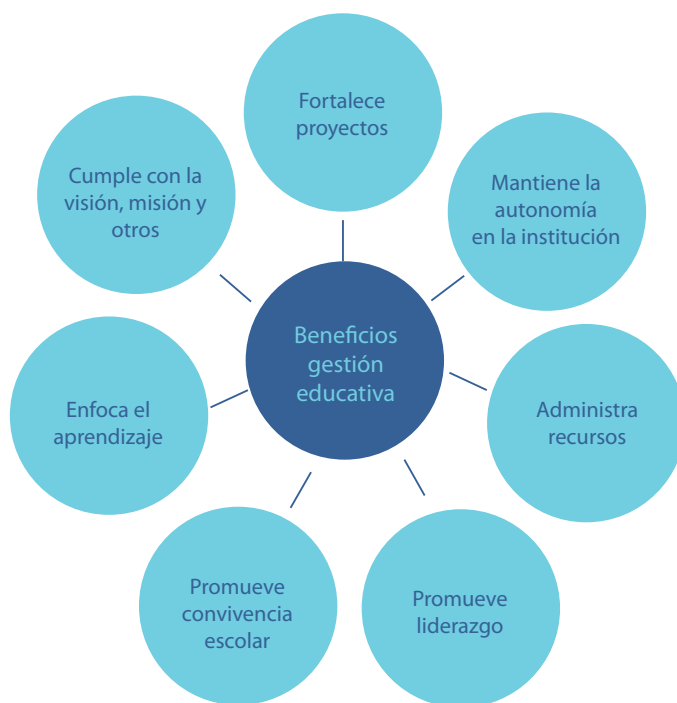 Fortalece
proyectos
Mantiene la
autonomía
en la institución
Administra
recursos
Promueve
liderazgo
Promueve
convivencia
escolar
Enfoca el
aprendizaje
Cumple con la
visión, misión y
otros
Beneficios
gestión
educativa